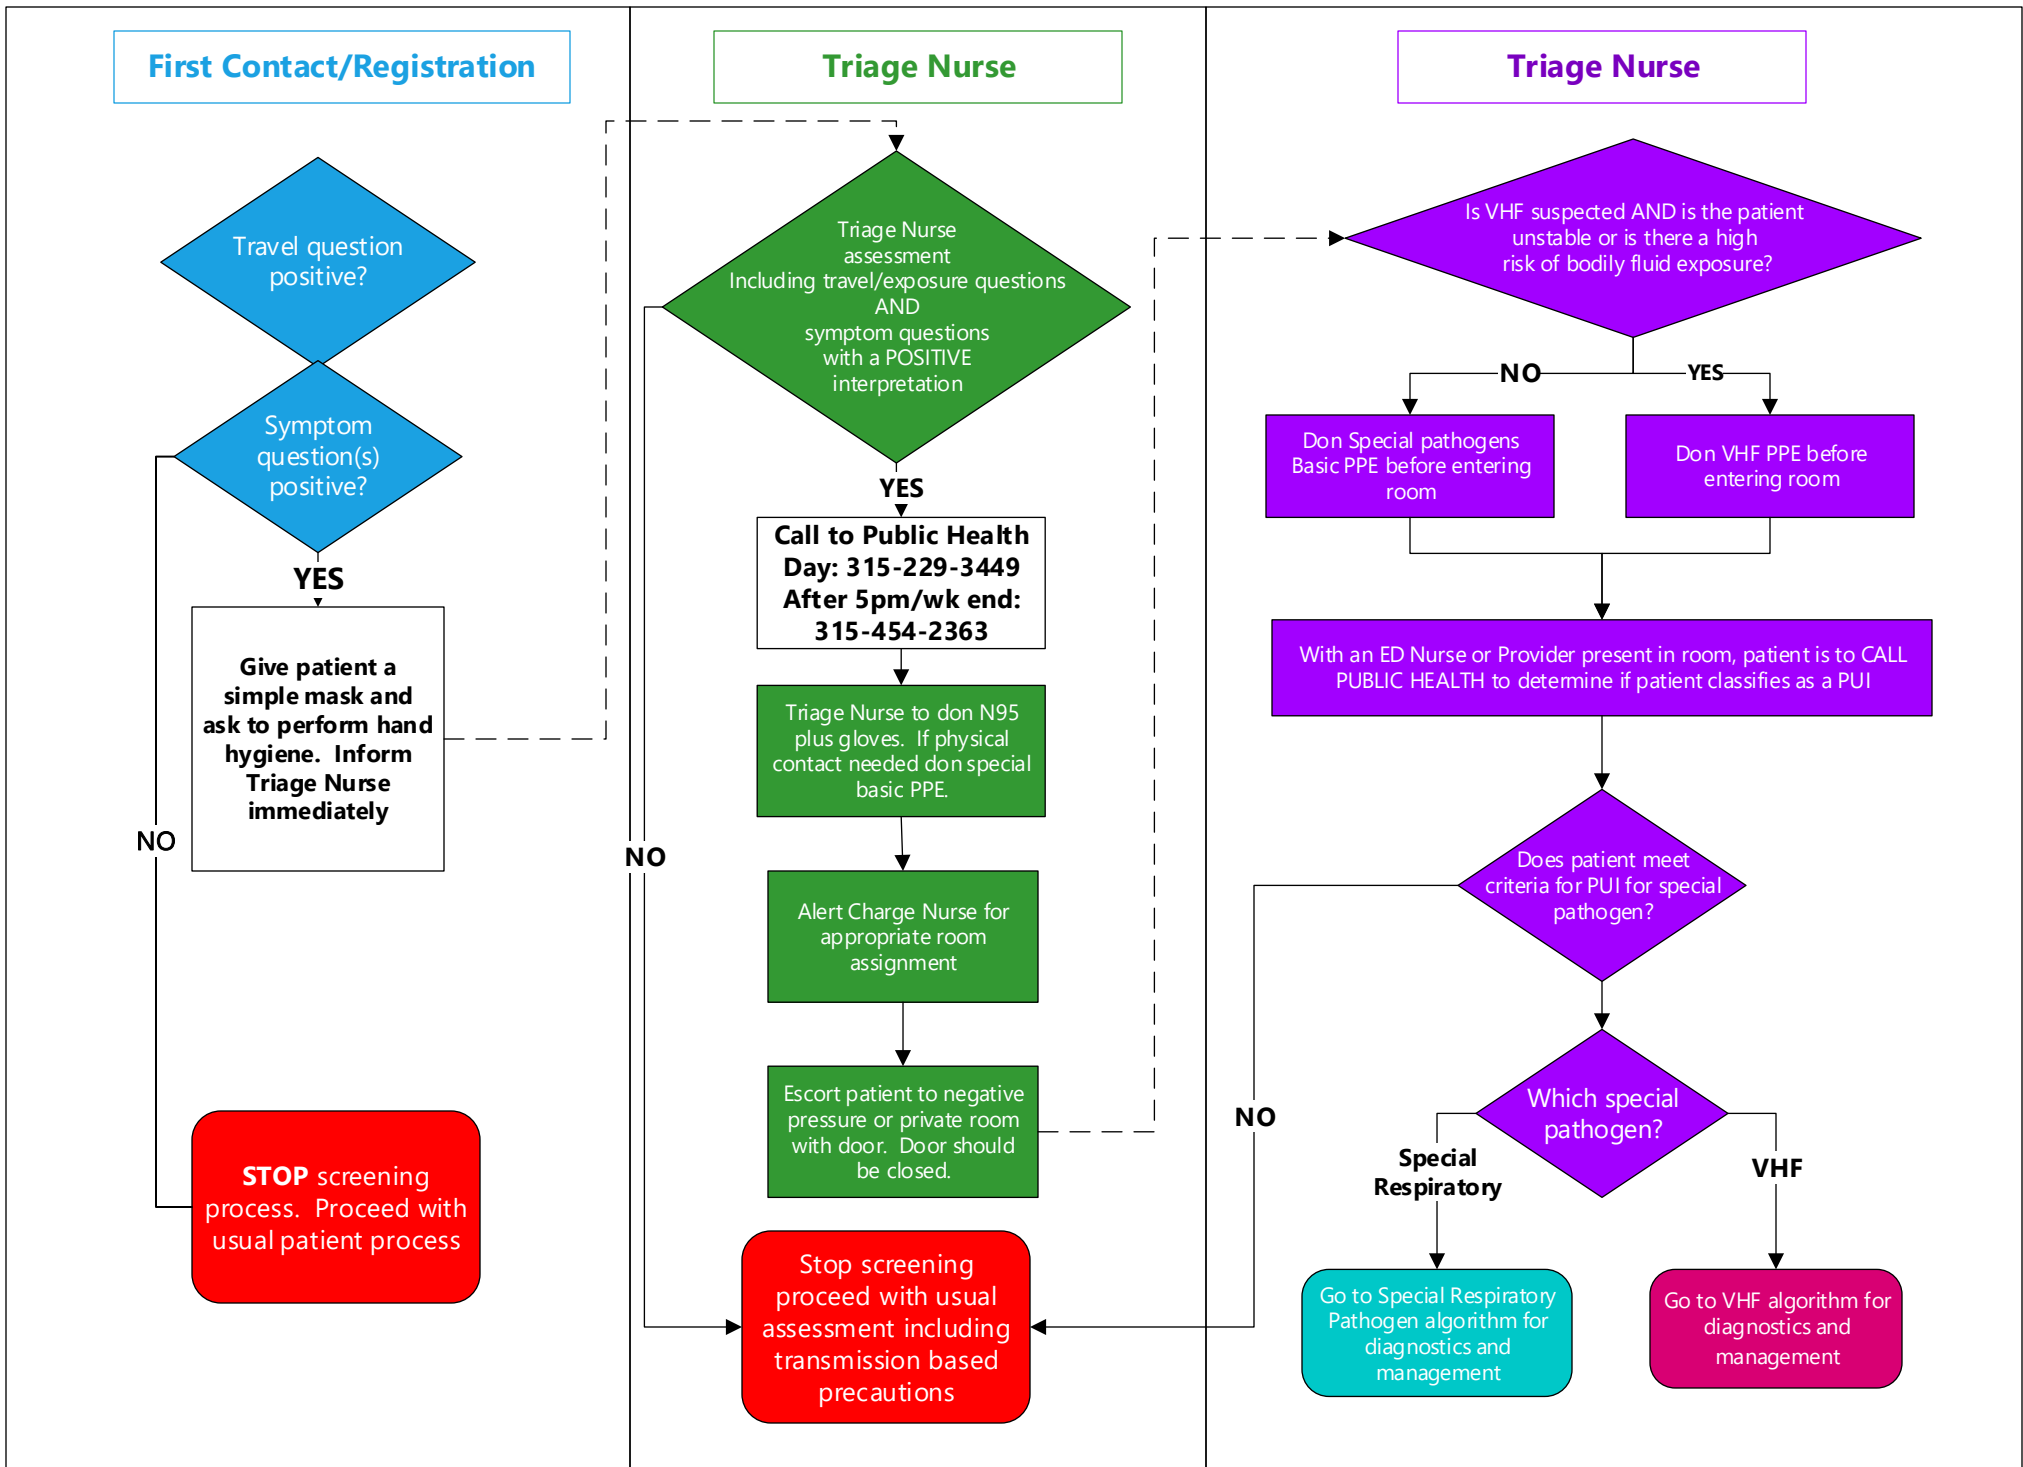 First Contact/Registration
Travel question
positive?
Symptom
question(s)
positive?
YES
Give patient a
simple mask and
ask to perform hand
hygiene.  Inform
Triage Nurse
immediately
NO
STOP screening
process.  Proceed with
usual patient process
Triage Nurse
Triage Nurse
assessment
Including travel/exposure questions
AND
symptom questions
with a POSITIVE
interpretation
YES
Call to Public Health
Day: 315-229-3449
After 5pm/wk end:
315-454-2363
Triage Nurse to don N95
plus gloves.  If physical
contact needed don special
basic PPE.
NO
Alert Charge Nurse for
appropriate room
assignment
Escort patient to negative
pressure or private room
with door.  Door should
be closed.
Stop screening
proceed with usual
assessment including
transmission based
precautions
Triage Nurse
Is VHF suspected AND is the patient
unstable or is there a high
risk of bodily fluid exposure?
NO
YES
Don Special pathogens
Basic PPE before entering
room
Don VHF PPE before
entering room
With an ED Nurse or Provider present in room, patient is to CALL
PUBLIC HEALTH to determine if patient classifies as a PUI
Does patient meet
criteria for PUI for special
pathogen?
NO
Which special
pathogen?
Special
Respiratory
VHF
Go to Special Respiratory
Pathogen algorithm for
diagnostics and
management
Go to VHF algorithm for
diagnostics and
management